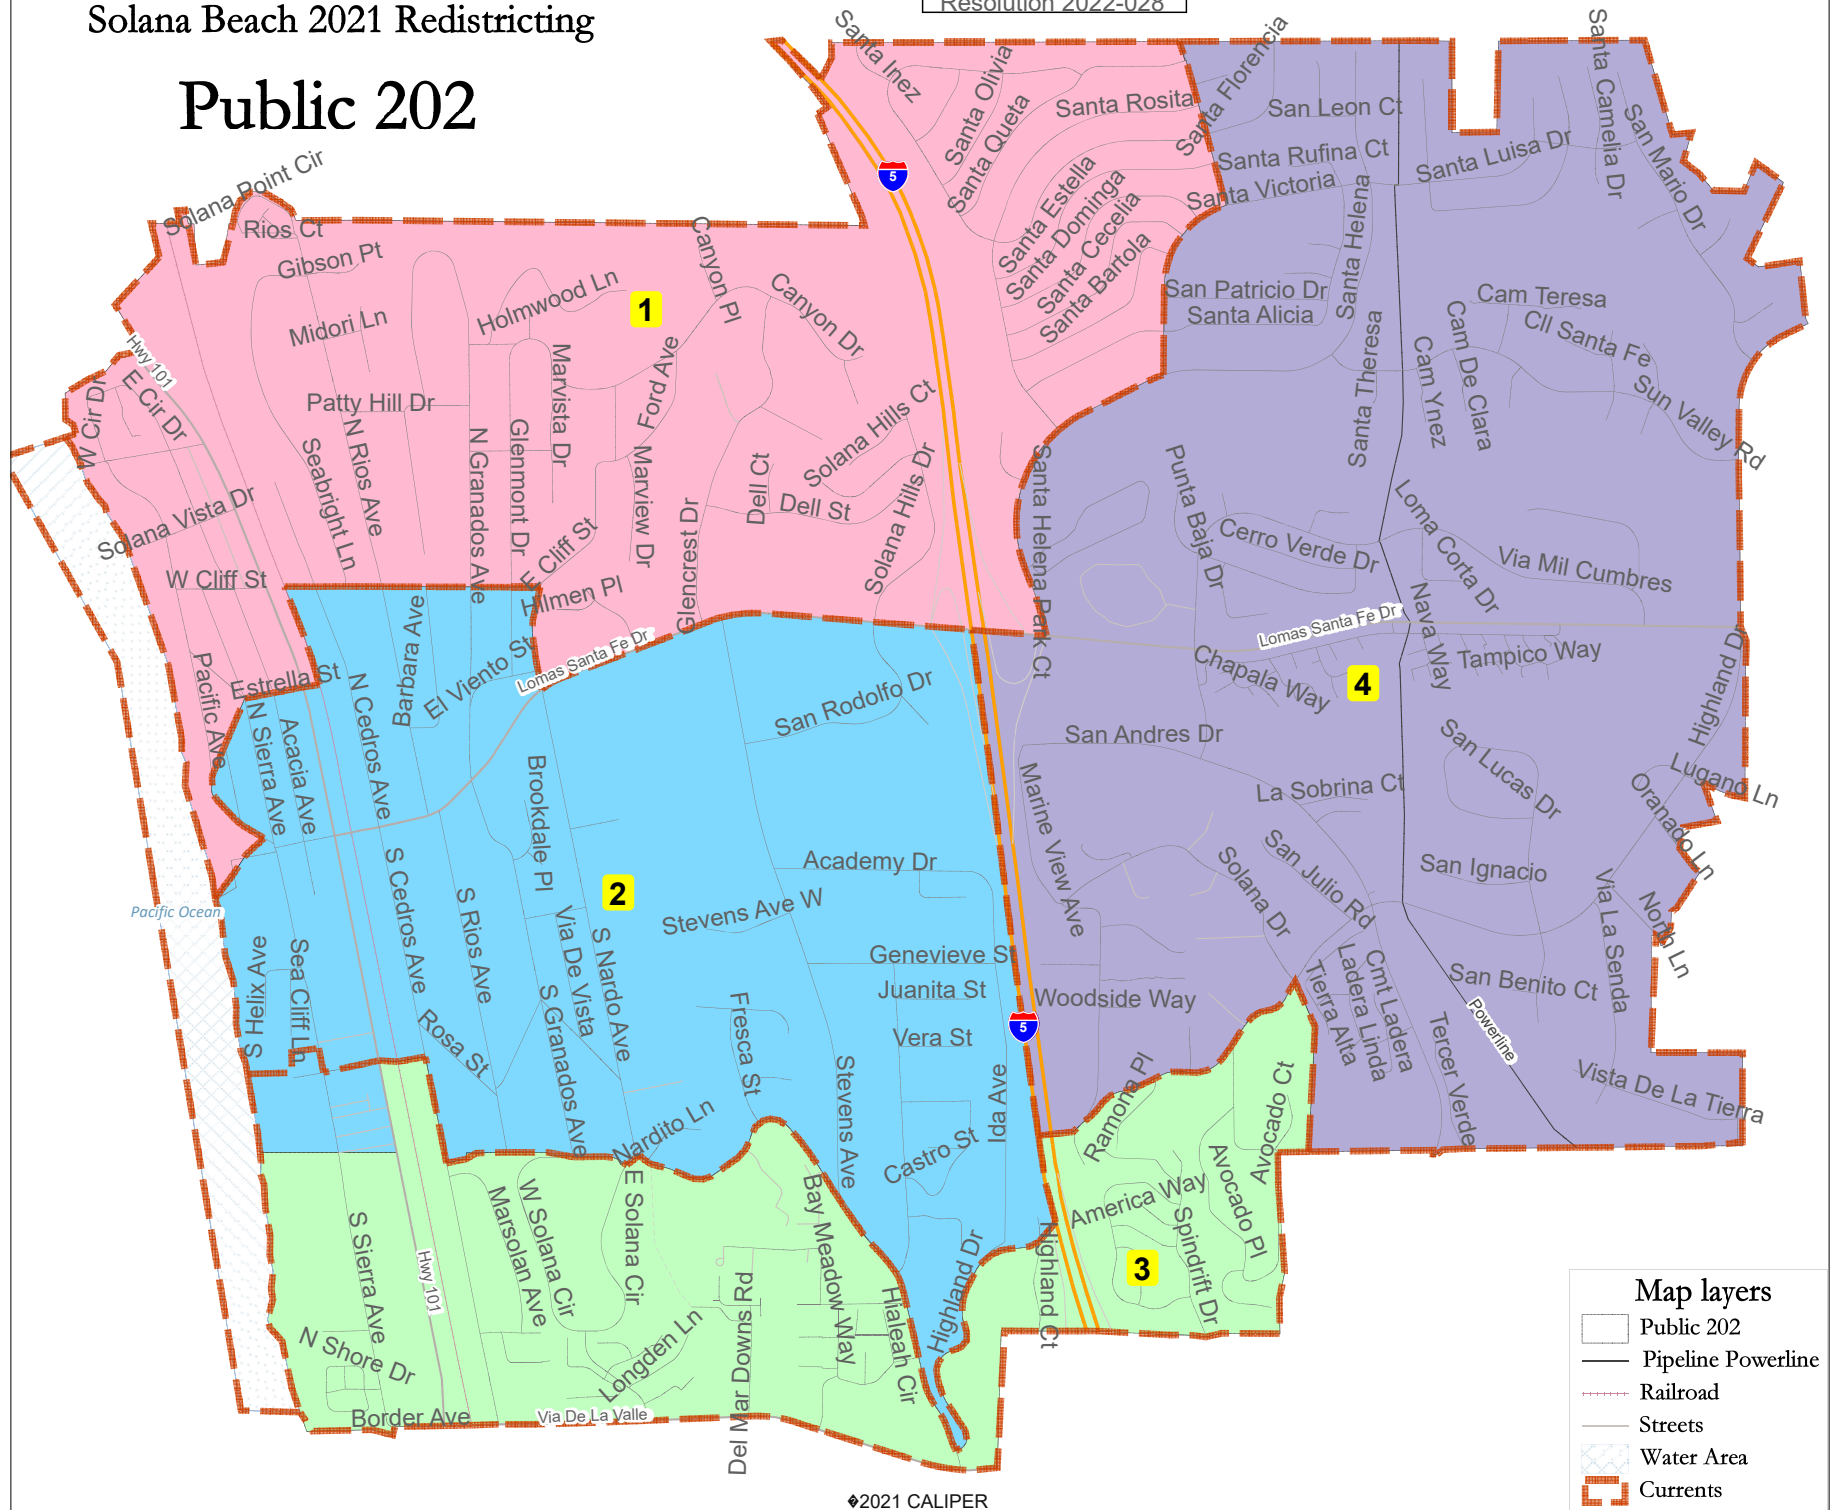 Resolution 2022-028
Solana Beach 2021 Redistricting
Public 202
Santa Inez
Santa Olivia
Santa Queta
Santa Rosita
Santa Florencia
San Leon Ct
Santa Rufina Ct
Santa Victoria
Santa Luisa Dr
Santa Camelia Dr
San Mario Dr
5
Solana Point Cir
Rios Ct
Gibson Pt
Midori Ln
Holmwood Ln
1
Canyon Pl
Canyon Dr
Santa Estella
Santa Dominga
Santa Cecelia
Santa Bartola
San Patricio Dr
Santa Alicia
Santa Helena
Santa Theresa
Cam Teresa
Cll Santa Fe
Cam Ynez
Cam De Clara
Sun Valley Rd
Hwy 101
W Cir Dr
E Cir Dr
Patty Hill Dr
N Rios Ave
Seabright Ln
N Granados Ave
Glenmont Dr
Marvista Dr
Ford Ave
Marview Dr
Glencrest Dr
Dell Ct
Dell St
Solana Hills Ct
Solana Hills Dr
Santa Helena Park Ct
Punta Baja Dr
Cerro Verde Dr
Loma Corta Dr
Via Mil Cumbres
Solana Vista Dr
W Cliff St
E Cliff St
Hilmen Pl
Lomas Santa Fe Dr
Lomas Santa Fe Dr
Nava Way
Tampico Way
Chapala Way
4
Highland Dr
Pacific Ave
Estrella St
N Sierra Ave
Acacia Ave
N Cedros Ave
Barbara Ave
El Viento St
San Rodolfo Dr
San Andres Dr
La Sobrina Ct
San Lucas Dr
Lugano Ln
Oranado Ln
Brookdale Pl
Marine View Ave
Solana Dr
San Julio Rd
San Ignacio
Via La Senda
North Ln
Academy Dr
Stevens Ave W
2
Pacific Ocean
S Helix Ave
Sea Cliff Ln
S Cedros Ave
S Rios Ave
Via De Vista
S Nardo Ave
S Granados Ave
Rosa St
Genevieve St
Juanita St
Vera St
Fresca St
Stevens Ave
Ida Ave
5
Woodside Way
Tierra Alta
Ladera Linda
Cmt Ladera
Tercer Verde
San Benito Ct
Powerline
Vista De La Tierra
Nardito Ln
Castro St
Ramona Pl
Avocado Ct
Avocado Pl
America Way
Spindrift Dr
3
Highland Ct
Highland Dr
Bay Meadow Way
Hialeah Cir
S Sierra Ave
Hwy 101
Marsolan Ave
W Solana Cir
E Solana Cir
Longden Ln
Del Mar Downs Rd
N Shore Dr
Border Ave
Via De La Valle
Map layers
Public 202
Pipeline Powerline
Railroad
Streets
Water Area
Currents
�2021 CALIPER